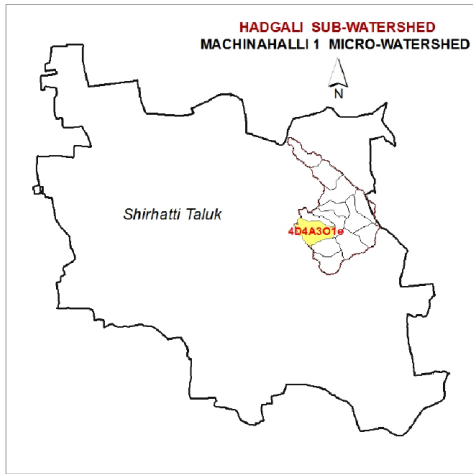 HADGALI SUB-WATERSHED
MACHINAHALLI 1 MICRO-WATERSHED
N
Shirhatti Taluk
4D4A3O1e